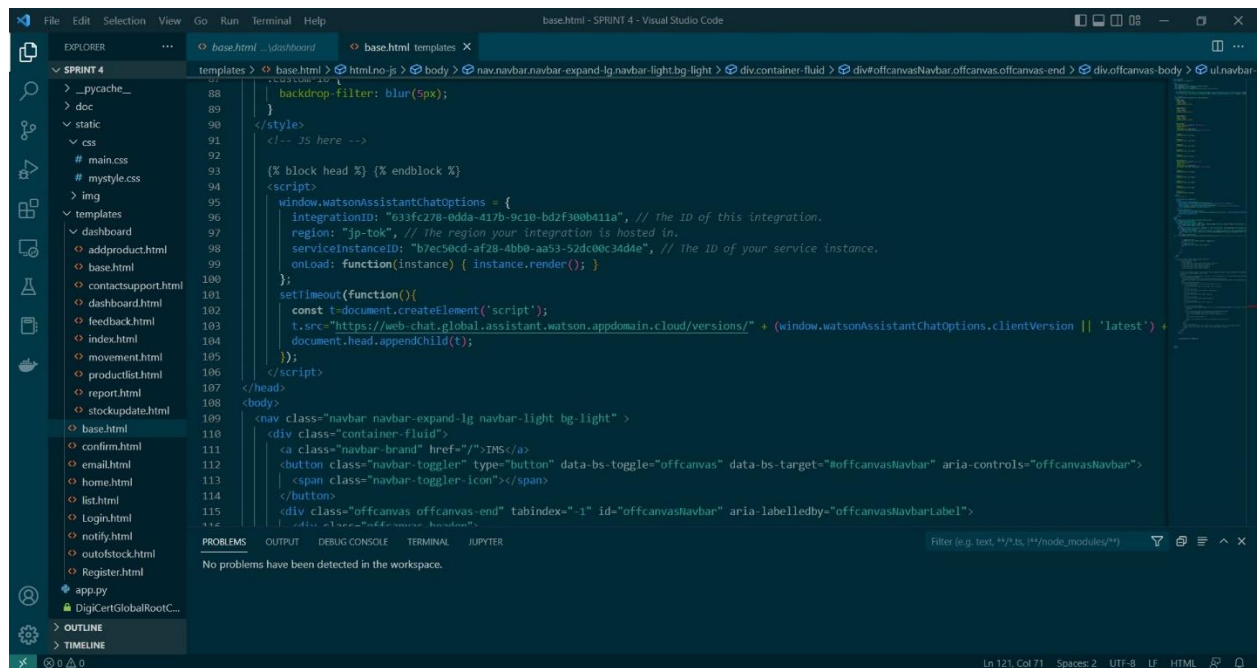 File Edit Selection View Go Run Terminal Help
base.html - SPRINT 4 - Visual Studio Code
EXPLORER
SPRINT 4
> __pycache__
> doc
static
css
# main.css
# mystyle.css
> img
templates
dashboard
<> addproduct.html
<> base.html
<> contactsupport.html
<> dashboard.html
<> feedback.html
<> index.html
<> movement.html
<> productlist.html
<> report.html
<> stockupdate.html
<> base.html
<> confirm.html
<> email.html
<> home.html
<> list.html
<> Login.html
<> notify.html
<> outofstock.html
<> Register.html
app.py
DigiCertGlobalRootC...
> OUTLINE
> TIMELINE
<> base.html ...\dashboard <> base.html templates X
templates > <> base.html > html.no-js > body > nav.navbar.navbar-expand-lg.navbar-light.bg-light > div.container-fluid > div#offcanvasNavbar.offcanvas.offcanvas-end > div.offcanvas-body > ul.navbar-
88 backdrop-filter: blur(5px);
89 }
90 </style>
91 <!-- JS here -->
92
93 {% block head %} {% endblock %}
94 <script>
95 window.watsonAssistantChatOptions = {
96 integrationID: "633fc278-0dda-417b-9c10-bd2f300b411a", // The ID of this integration.
97 region: "jp-tok", // The region your integration is hosted in.
98 serviceInstanceID: "b7ec50cd-af28-4bb0-aa53-52dc00c34d4e", // The ID of your service instance.
99 onLoad: function(instance) { instance.render(); }
100 };
101 setTimeout(function(){
102 const t=document.createElement('script');
103 t.src="https://web-chat.global.assistant.watson.appdomain.cloud/versions/" + (window.watsonAssistantChatOptions.clientVersion || 'latest') +
104 document.head.appendChild(t);
105 });
106 </script>
107 </head>
108 <body>
109 <nav class="navbar navbar-expand-lg navbar-light bg-light" >
110 <div class="container-fluid">
111 <a class="navbar-brand" href="/">IMS</a>
112 <button class="navbar-toggler" type="button" data-bs-toggle="offcanvas" data-bs-target="#offcanvasNavbar" aria-controls="offcanvasNavbar">
113 <span class="navbar-toggler-icon"></span>
114 </button>
115 <div class="offcanvas offcanvas-end" tabindex="-1" id="offcanvasNavbar" aria-labelledby="offcanvasNavbarLabel">
PROBLEMS OUTPUT DEBUG CONSOLE TERMINAL JUPYTER
Filter (e.g. text, **/*.ts, !**/node_modules/**)
No problems have been detected in the workspace.
0 0
Ln 121, Col 71 Spaces: 2 UTF-8 LF HTML